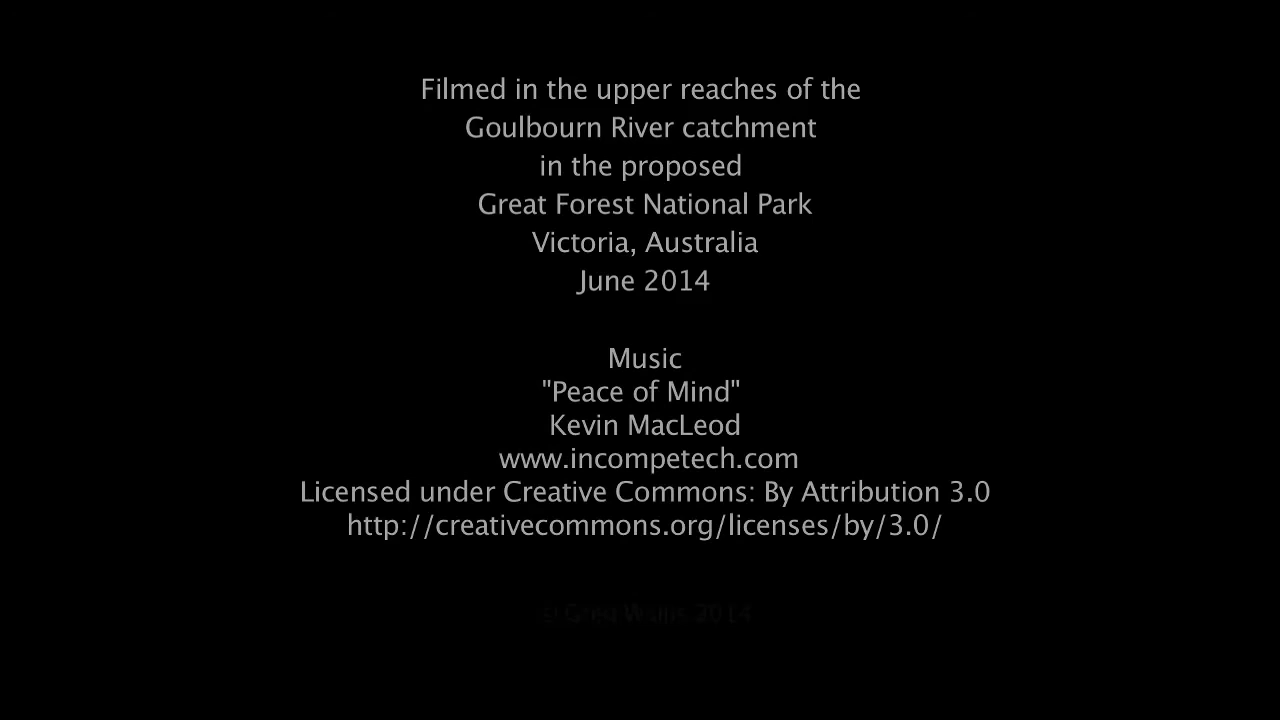 Filmed in the upper reaches of the
Goulbourn River catchment
in the proposed
Great Forest National Park
Victoria, Australia
June 2014
Music
"Peace of Mind"
Kevin MacLeod
www.incompetech.com
Licensed under Creative Commons: By Attribution 3.0
http://creativecommons.org/licenses/by/3.0/
2014